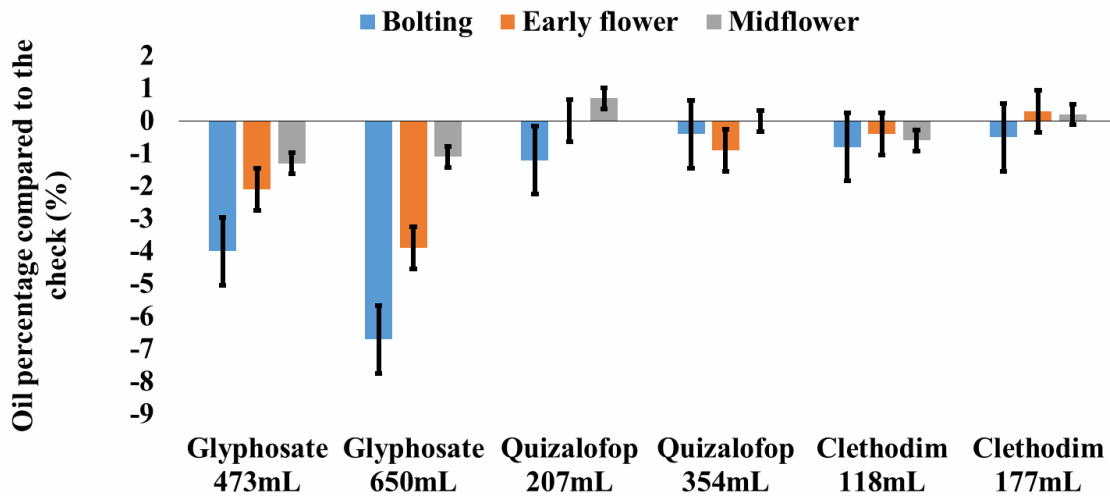 Bolting Early flower Midflower
Oil percentage compared to the
check (%)
2
1
0
-1
-2
-3
-4
-5
-6
-7
-8
-9
Glyphosate Glyphosate Quizalofop Quizalofop Clethodim Clethodim
473mL 650mL 207mL 354mL 118mL 177mL